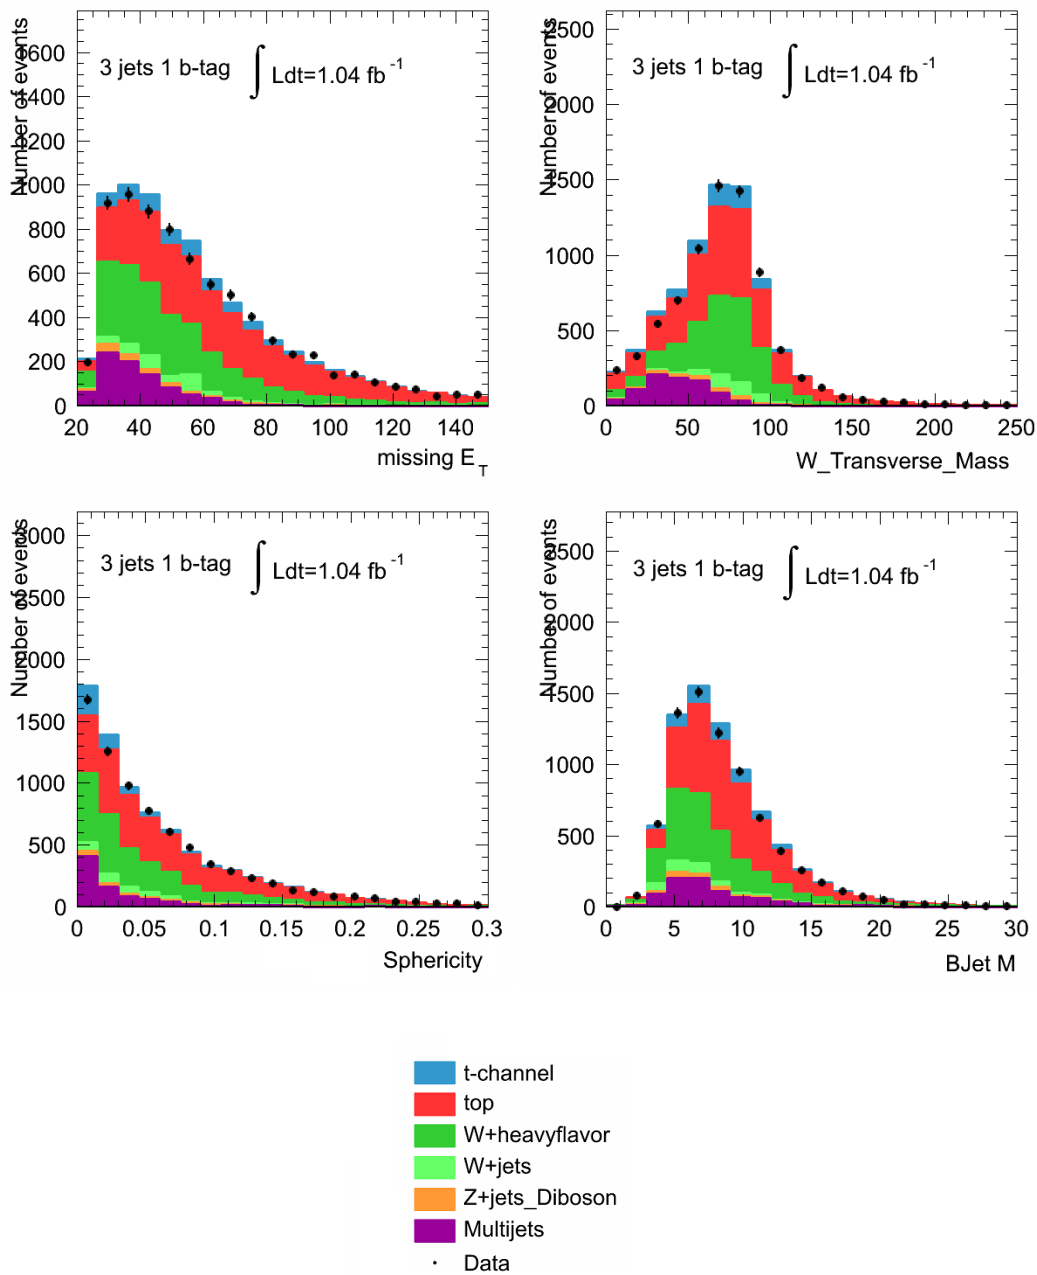 Number of events
3 jets 1 b-tag ∫ Ldt=1.04 fb⁻¹
1600
1400
1200
1000
800
600
400
200
0
20 40 60 80 100 120 140
missing E_T
Number of events
3 jets 1 b-tag ∫ Ldt=1.04 fb⁻¹
2500
2000
1500
1000
500
0
0 50 100 150 200 250
W_Transverse_Mass
Number of events
3 jets 1 b-tag ∫ Ldt=1.04 fb⁻¹
3000
2500
2000
1500
1000
500
0
0 0.05 0.1 0.15 0.2 0.25 0.3
Sphericity
Number of events
3 jets 1 b-tag ∫ Ldt=1.04 fb⁻¹
2500
2000
1500
1000
500
0
0 5 10 15 20 25 30
BJet M
t-channel
top
W+heavyflavor
W+jets
Z+jets_Diboson
Multijets
Data